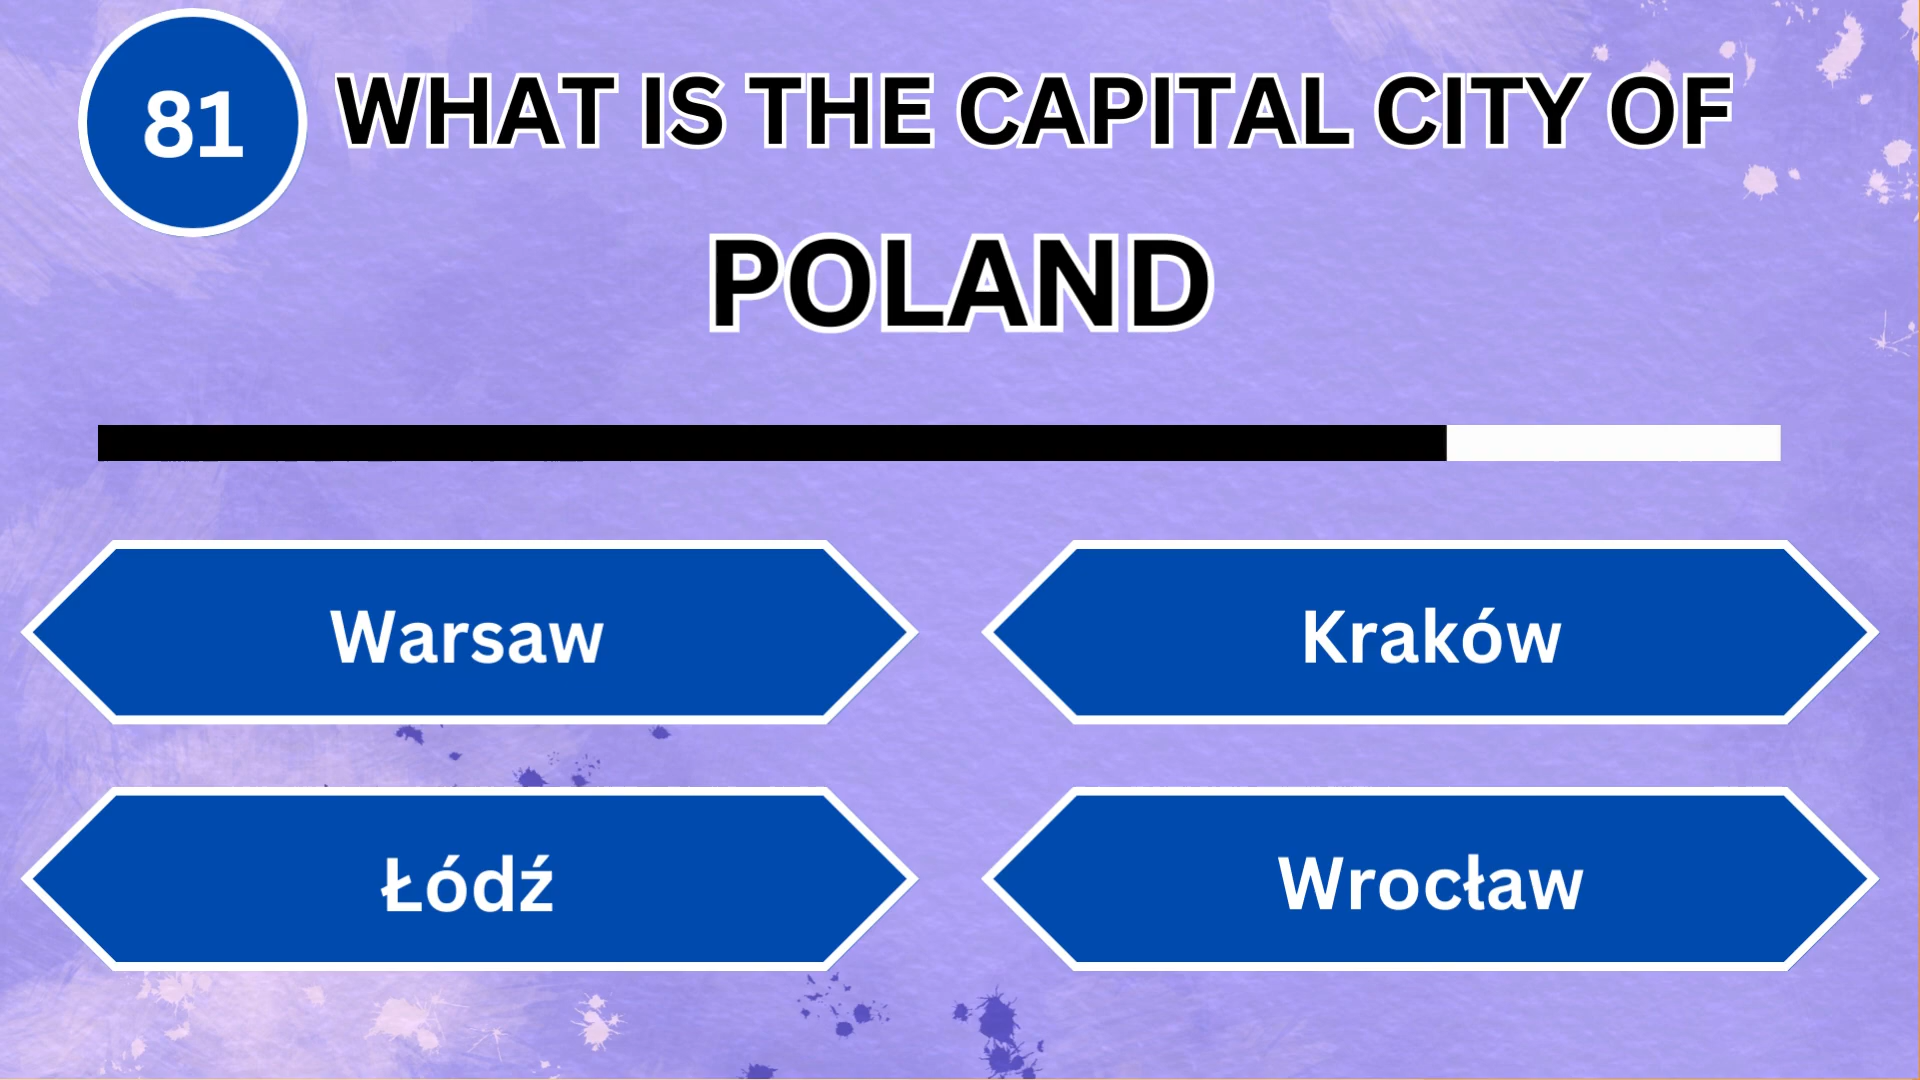 81
WHAT IS THE CAPITAL CITY OF
POLAND
Warsaw
Kraków
Łódź
Wrocław